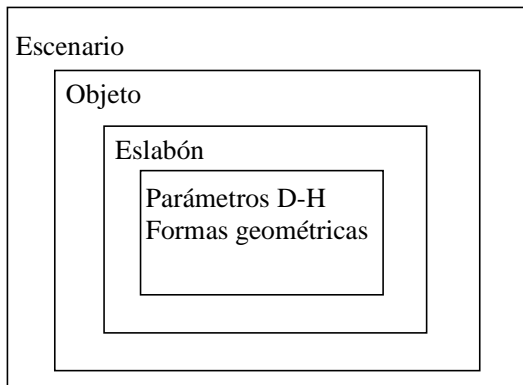 Escenario
Objeto
Eslabón
Parámetros D-H
Formas geométricas